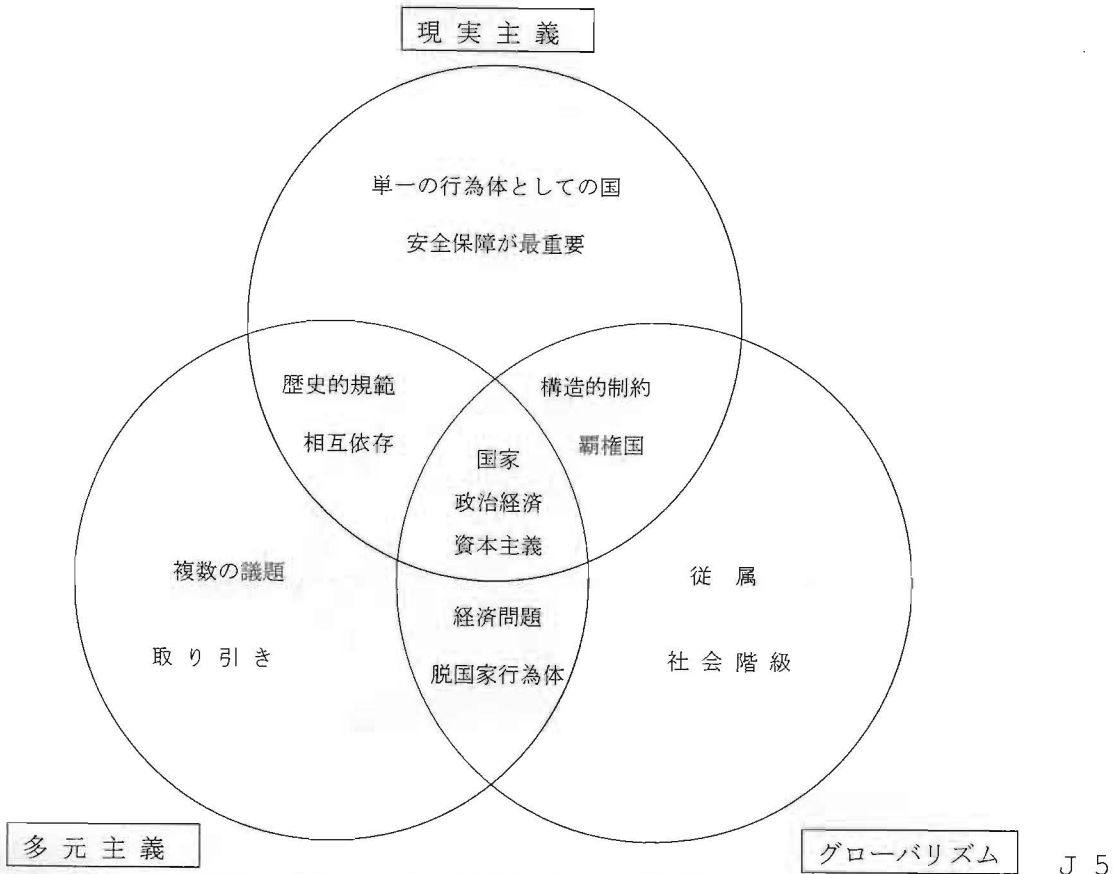 現実主義
単一の行為体としての国
安全保障が最重要
歴史的規範
相互依存
構造的制約
覇権国
国家
政治経済
資本主義
複数の議題
取り引き
経済問題
脱国家行為体
従属
社会階級
多元主義
グローバリズム
J 5